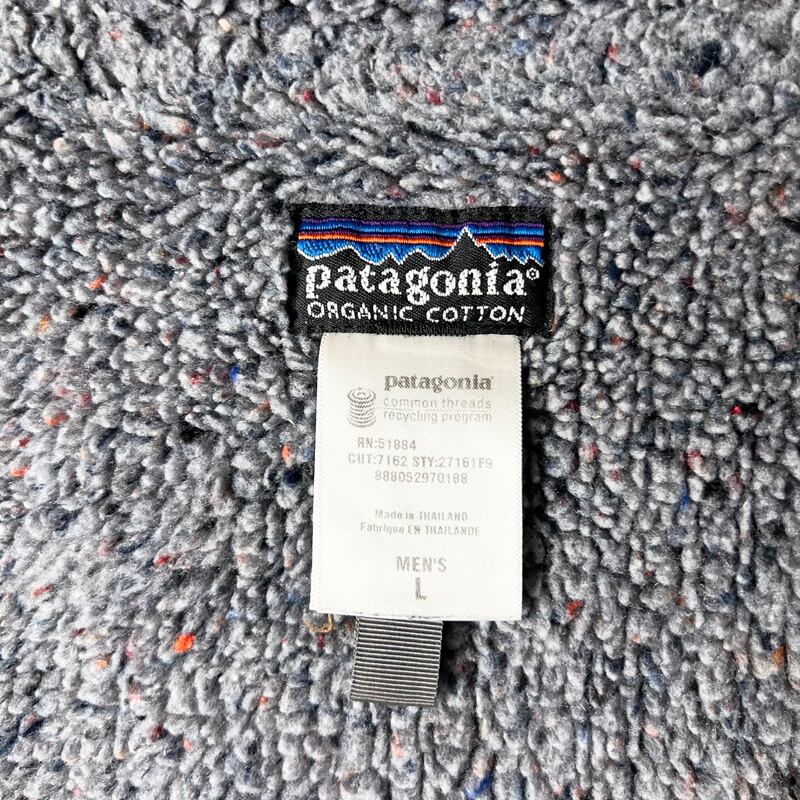 patagonia®
ORGANIC COTTON
patagonia®
common threads
recycling program
RN:51884
CUT:7162 STY:27161F9
888052970188
Made in THAILAND
Fabrique EN THAILANDE
MEN'S
L